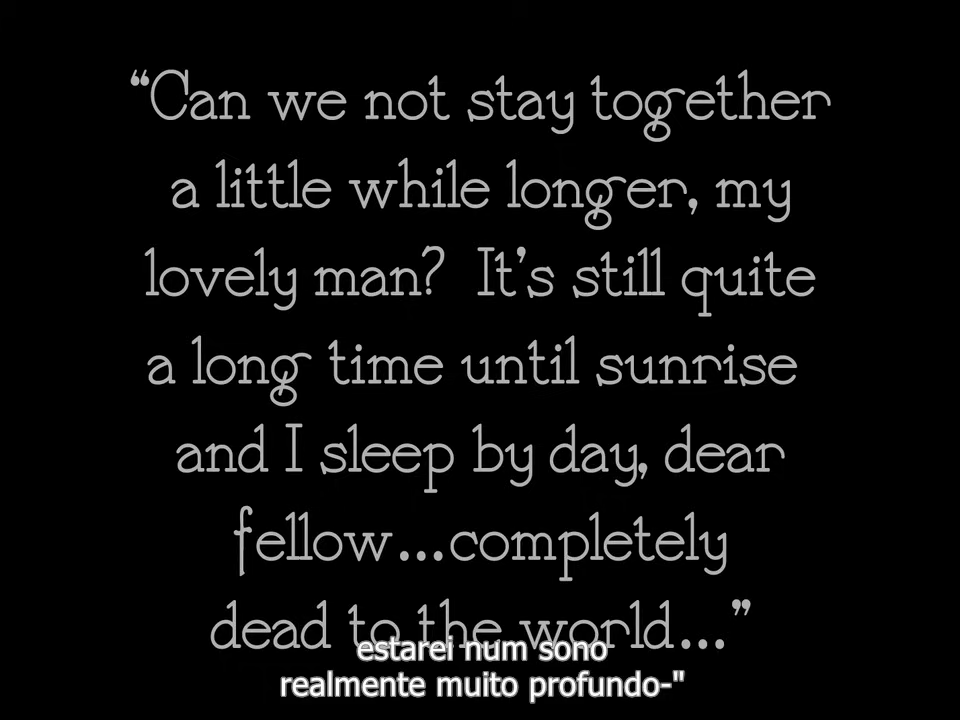 “Can we not stay together
a little while longer, my
lovely man? It’s still quite
a long time until sunrise
and I sleep by day, dear
fellow...completely
dead to the world...”
estarei num sono
realmente muito profundo-"